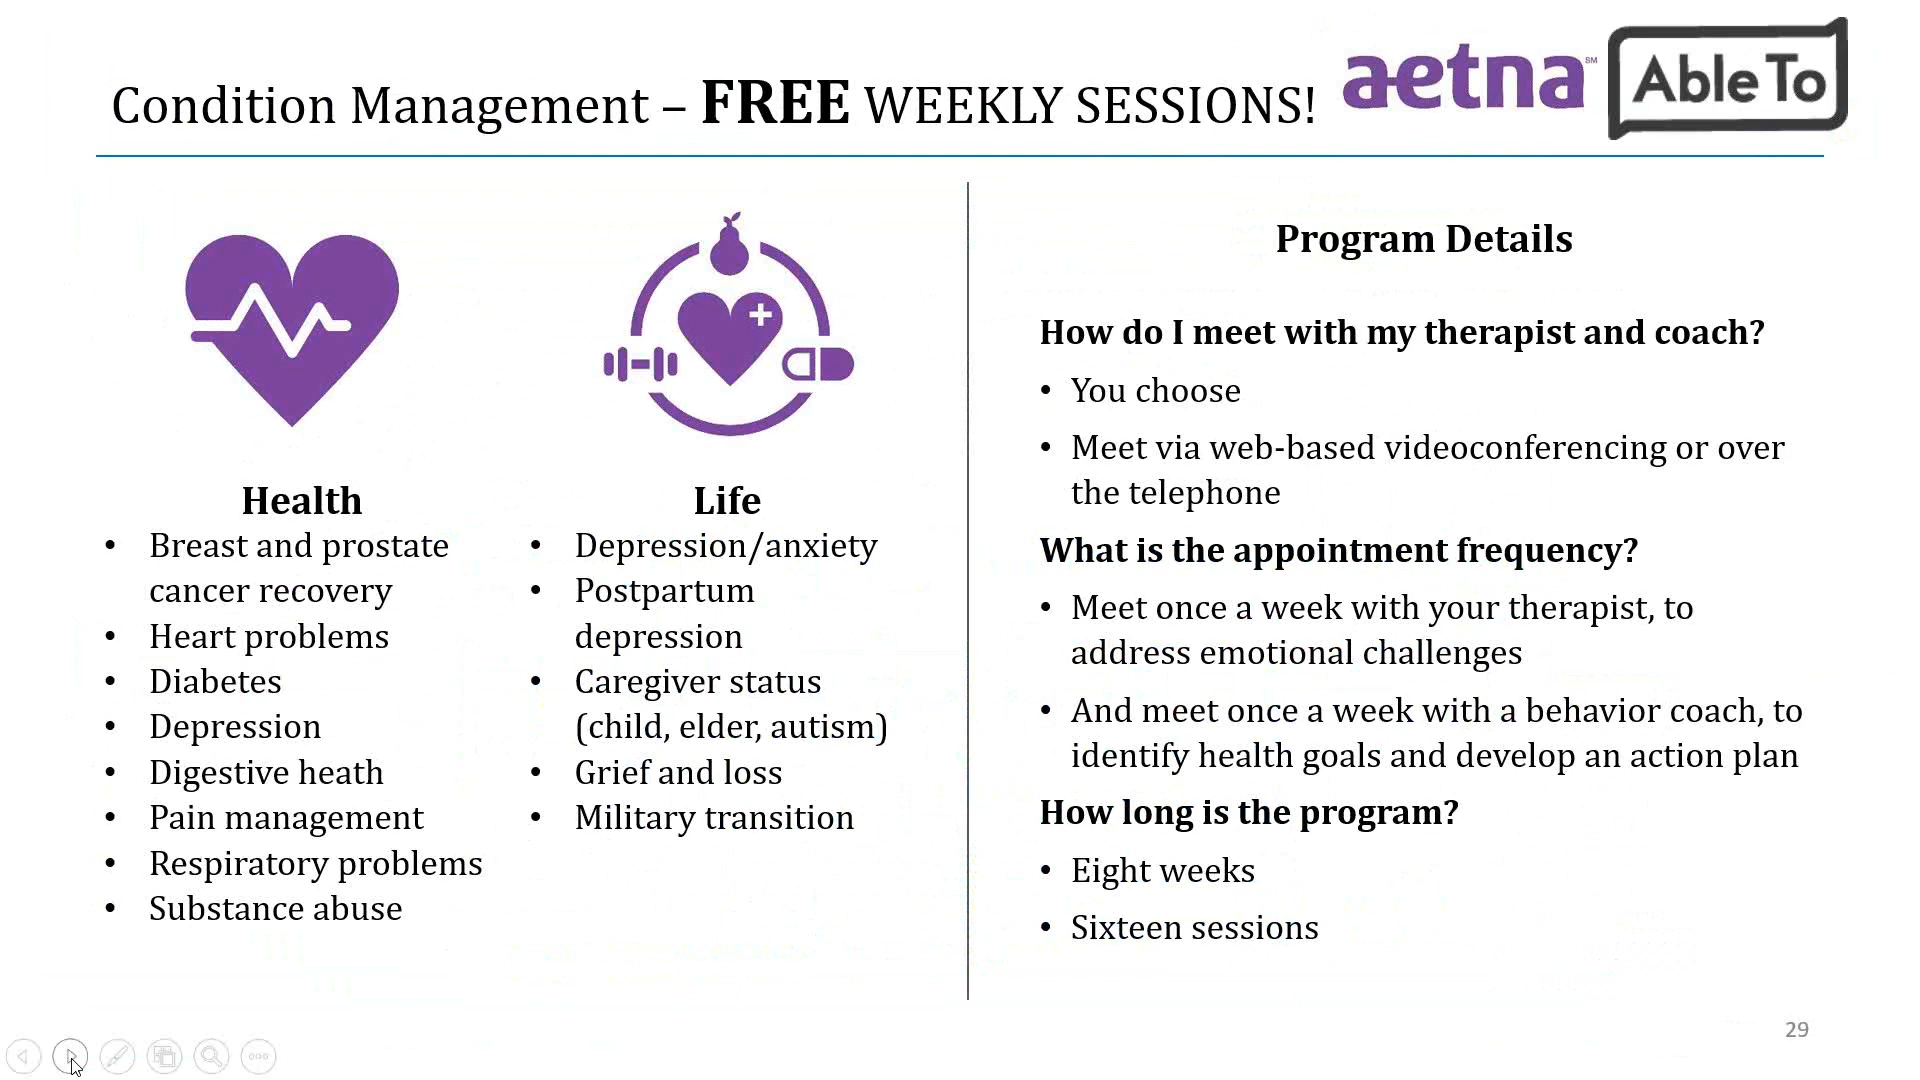 Condition Management – FREE WEEKLY SESSIONS!
aetna℠
AbleTo
Health
• Breast and prostate
cancer recovery
• Heart problems
• Diabetes
• Depression
• Digestive heath
• Pain management
• Respiratory problems
• Substance abuse
Life
• Depression/anxiety
• Postpartum
depression
• Caregiver status
(child, elder, autism)
• Grief and loss
• Military transition
Program Details
How do I meet with my therapist and coach?
• You choose
• Meet via web-based videoconferencing or over
the telephone
What is the appointment frequency?
• Meet once a week with your therapist, to
address emotional challenges
• And meet once a week with a behavior coach, to
identify health goals and develop an action plan
How long is the program?
• Eight weeks
• Sixteen sessions
29